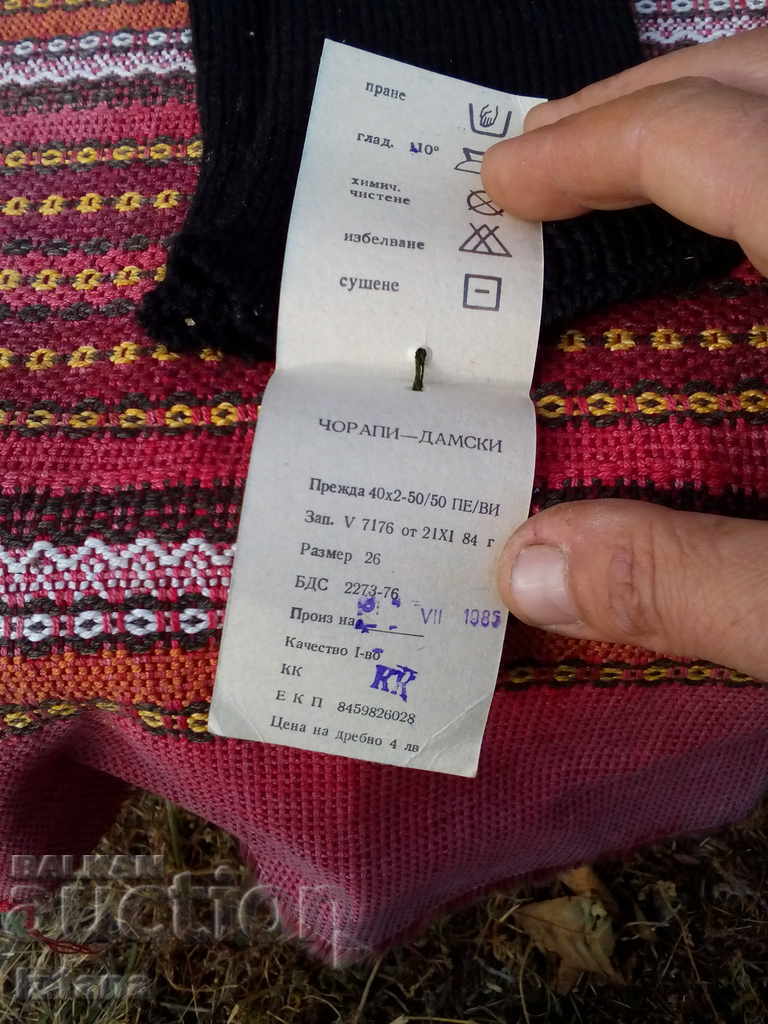 пране
глад. 110°
химич.
чистене
избелване
сушене
ЧОРАПИ—ДАМСКИ
Прежда 40x2-50/50 ПЕ/ВИ
Зап. V 7176 от 21XI 84 г
Размер 26
БДС 2273-76
Произ на VII 1985
Качество I-во
КК КК
Е К П 8459826028
Цена на дребно 4 лв
BALKAN
auction